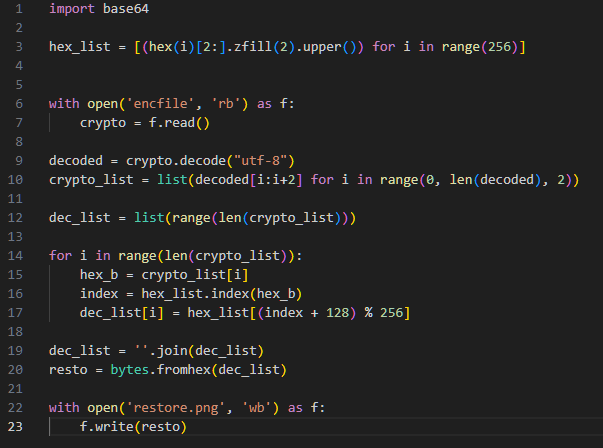 1 import base64
2
3 hex_list = [(hex(i)[2:].zfill(2).upper()) for i in range(256)]
4
5
6 with open('encfile', 'rb') as f:
7     crypto = f.read()
8
9 decoded = crypto.decode("utf-8")
10 crypto_list = list(decoded[i:i+2] for i in range(0, len(decoded), 2))
11
12 dec_list = list(range(len(crypto_list)))
13
14 for i in range(len(crypto_list)):
15     hex_b = crypto_list[i]
16     index = hex_list.index(hex_b)
17     dec_list[i] = hex_list[(index + 128) % 256]
18
19 dec_list = ''.join(dec_list)
20 resto = bytes.fromhex(dec_list)
21
22 with open('restore.png', 'wb') as f:
23     f.write(resto)